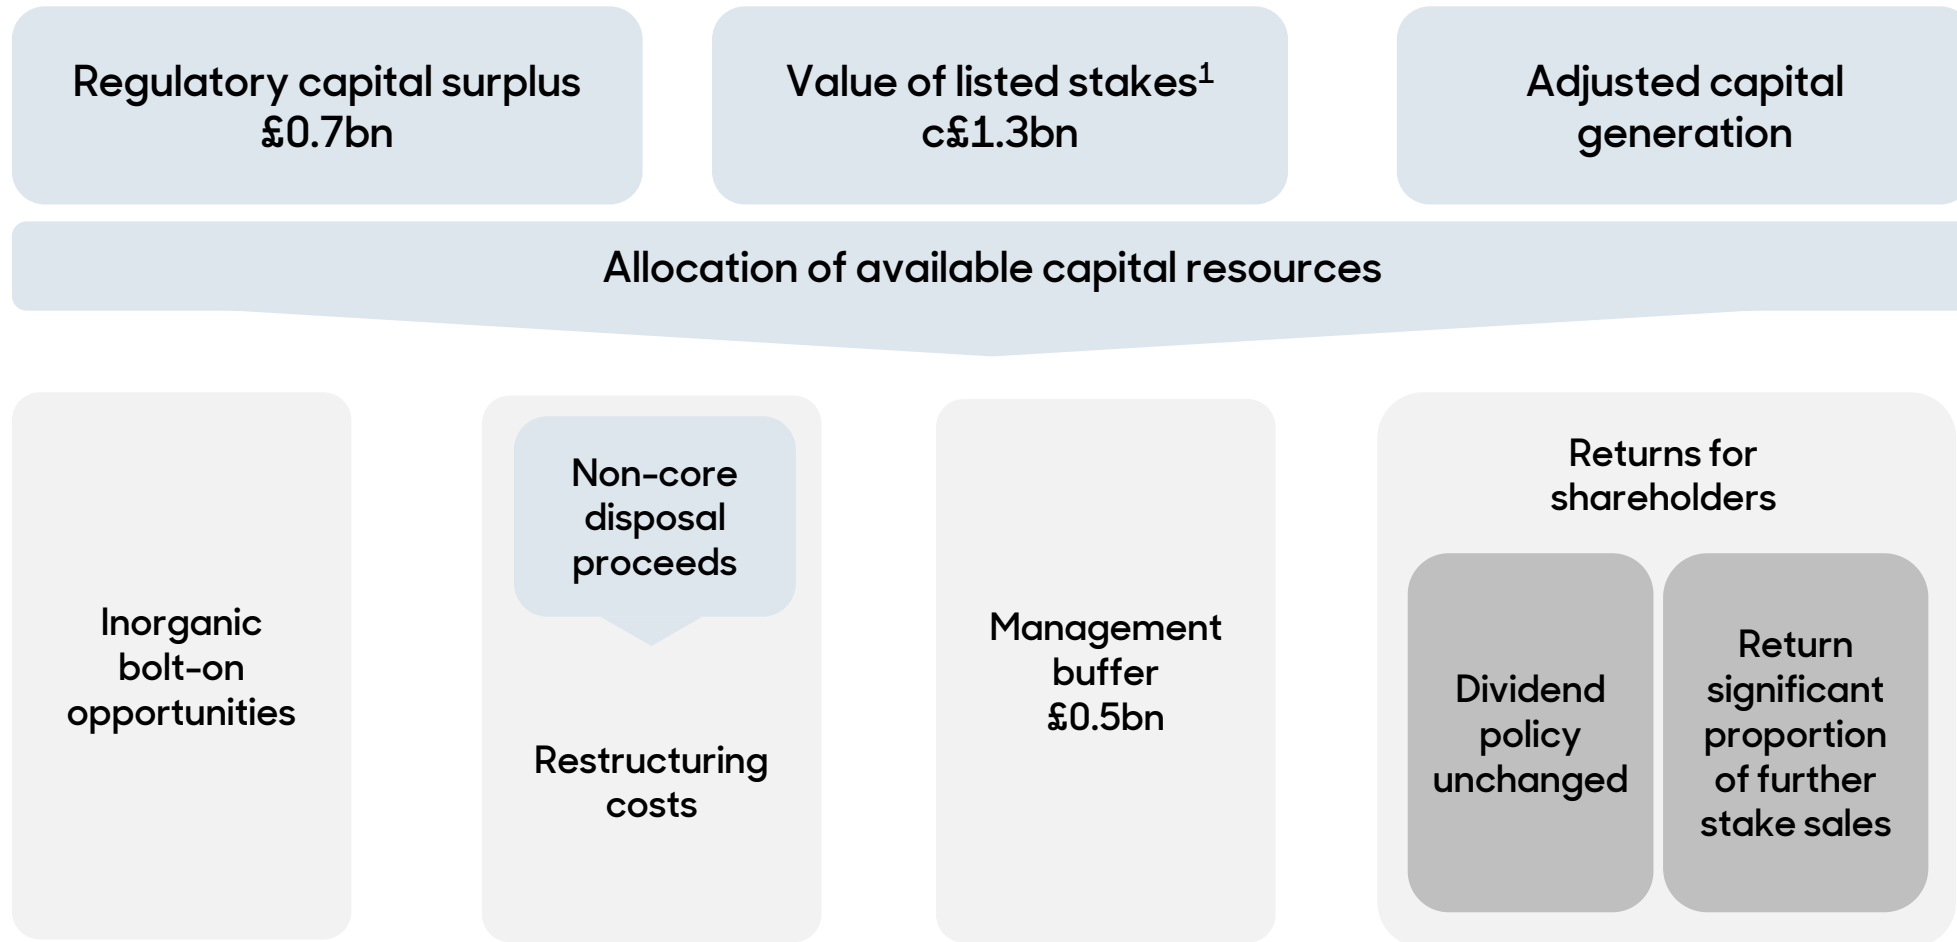 Regulatory capital surplus
£0.7bn
Value of listed stakes¹
c£1.3bn
Adjusted capital
generation
Allocation of available capital resources
Inorganic
bolt-on
opportunities
Non-core
disposal
proceeds
Restructuring
costs
Management
buffer
£0.5bn
Returns for
shareholders
Dividend
policy
unchanged
Return
significant
proportion
of further
stake sales